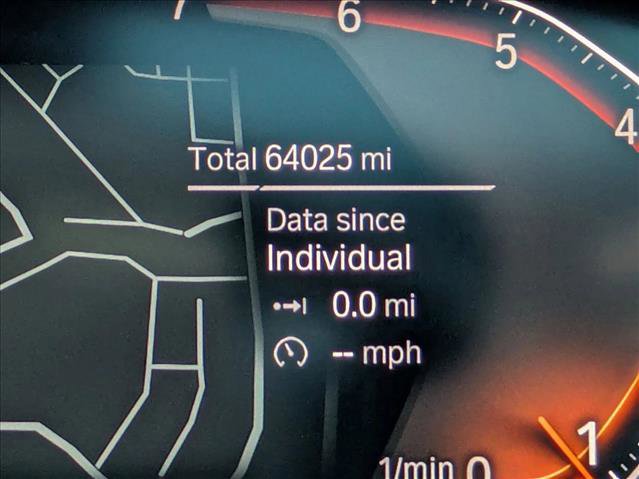 7
6
5
4
Total 64025 mi
Data since
Individual
0.0 mi
-- mph
1
1/min 0